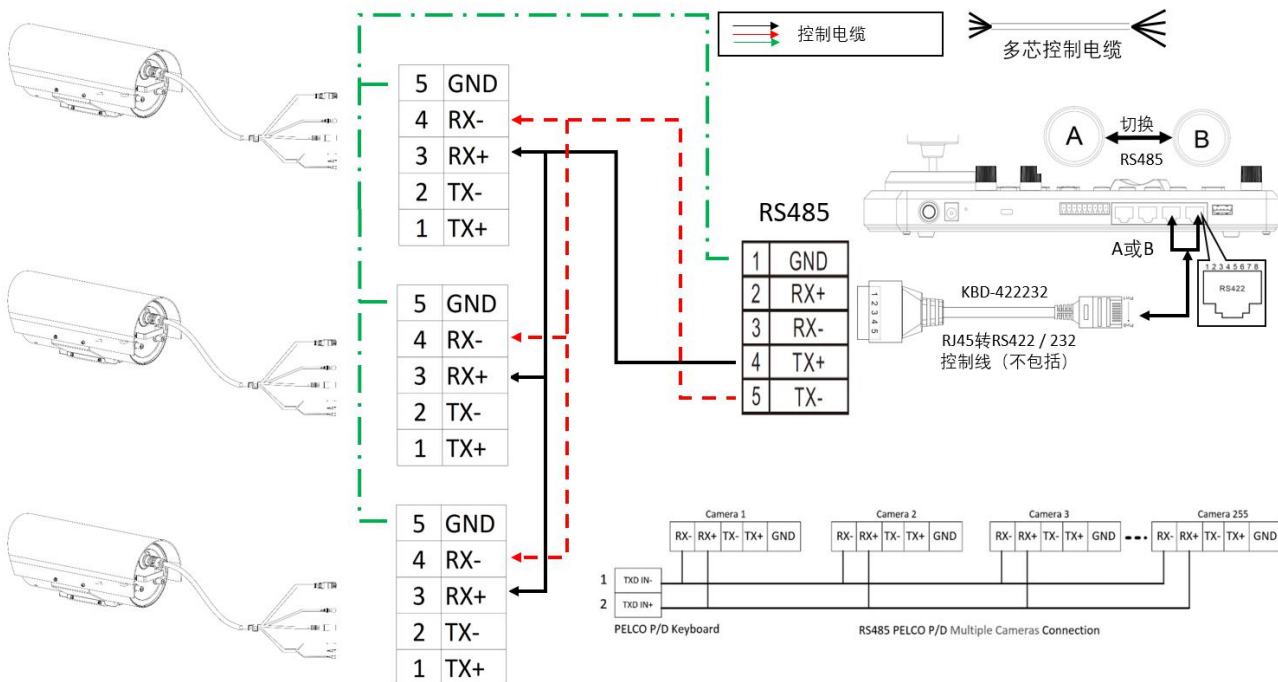 控制电缆
多芯控制电缆
A
切换
B
RS485
A或B
1 2 3 4 5 6 7 8
RS422
5 GND
4 RX-
3 RX+
2 TX-
1 TX+
5 GND
4 RX-
3 RX+
2 TX-
1 TX+
5 GND
4 RX-
3 RX+
2 TX-
1 TX+
RS485
1 GND
2 RX+
3 RX-
4 TX+
5 TX-
1 2 3 4 5
KBD-422232
RJ45转RS422 / 232
控制线（不包括）
Camera 1
RX- RX+ TX- TX+ GND
Camera 2
RX- RX+ TX- TX+ GND
Camera 3
RX- RX+ TX- TX+ GND
Camera 255
RX- RX+ TX- TX+ GND
1 TXD IN-
2 TXD IN+
PELCO P/D Keyboard
RS485 PELCO P/D Multiple Cameras Connection